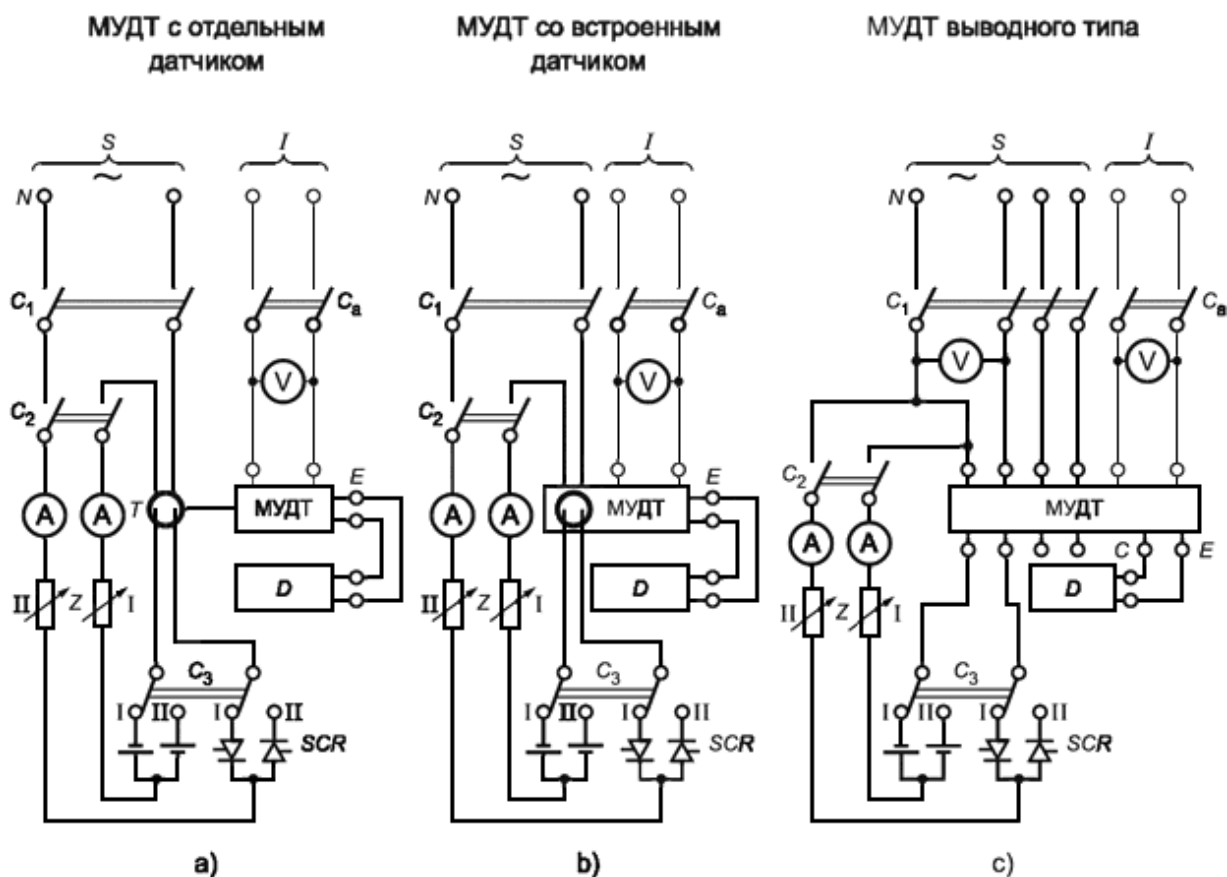 МУДТ с отдельным
датчиком
МУДТ со встроенным
датчиком
МУДТ выводного типа
S
I
S
I
S
I
~
~
~
N
N
N
C1
Ca
C1
Ca
C1
Ca
V
V
V
V
C2
C2
C2
A
A
T
МУДТ
E
A
A
МУДТ
E
A
A
МУДТ
C
E
II
Z
I
D
II
Z
I
D
II
Z
I
D
C3
C3
C3
I
II
I
II
I
II
I
II
I
II
I
II
SCR
SCR
SCR
a)
b)
c)